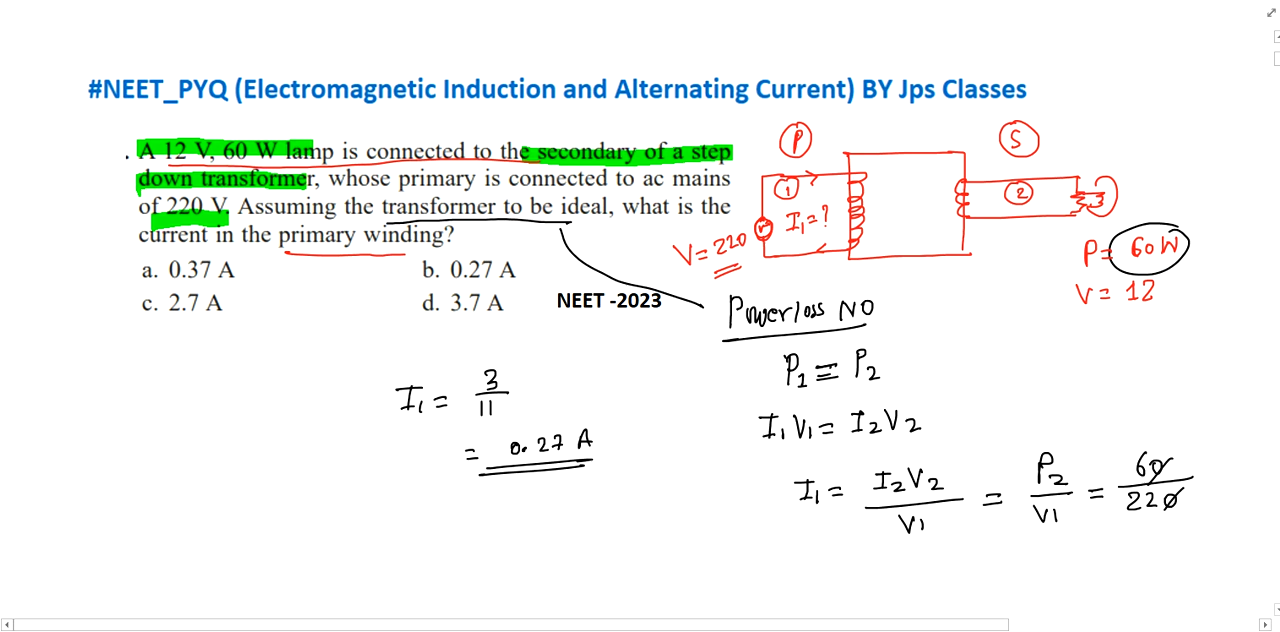 #NEET_PYQ (Electromagnetic Induction and Alternating Current) BY Jps Classes
. A 12 V, 60 W lamp is connected to the secondary of a step
down transformer, whose primary is connected to ac mains
of 220 V. Assuming the transformer to be ideal, what is the
current in the primary winding?
a. 0.37 A b. 0.27 A
c. 2.7 A d. 3.7 A NEET -2023
P S
1 2
I₁=?
V=220
P= 60W
V= 12
Powerloss NO
P₁ = P₂
I₁V₁= I₂V₂
I₁= I₂V₂/V₁ = P₂/V₁ = 60/220
I₁= 3/11
= 0.27 A